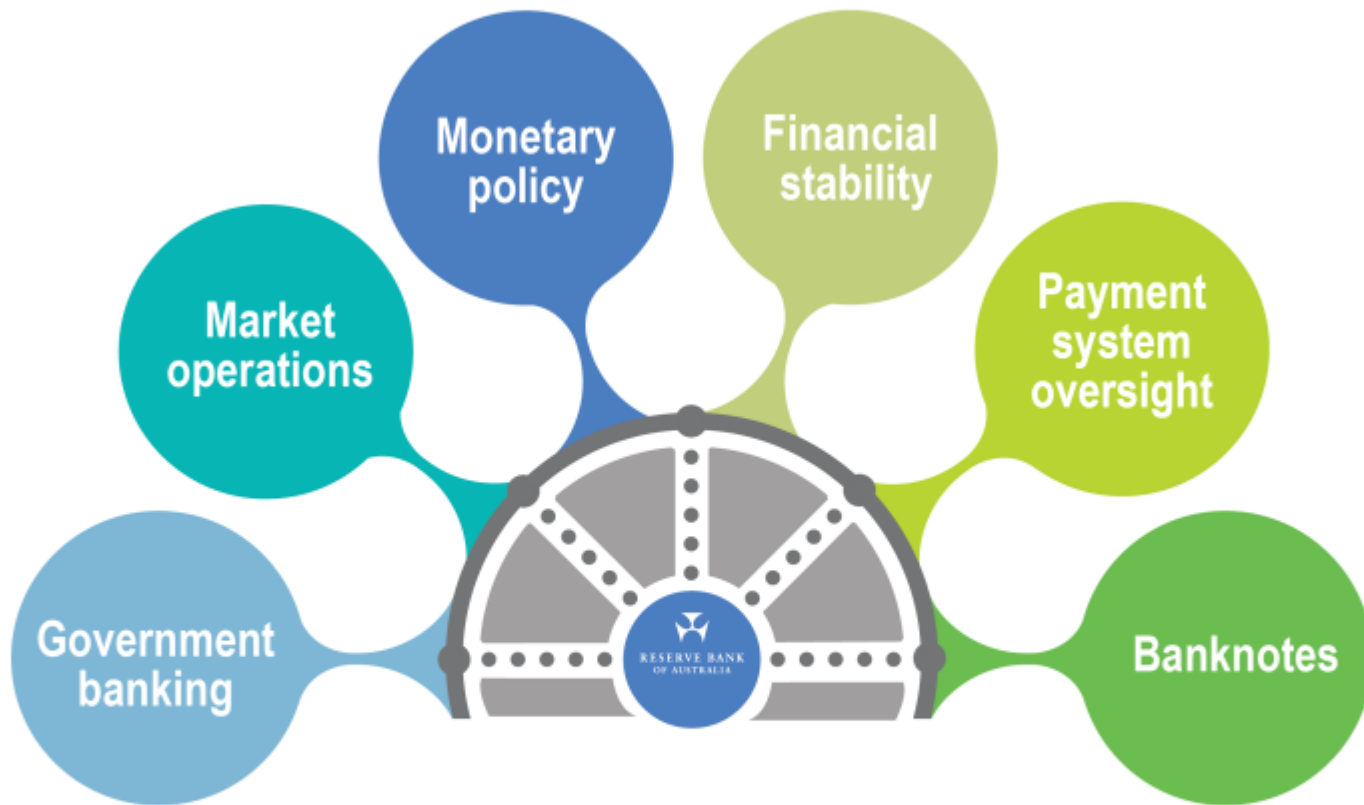 Monetary
policy
Financial
stability
Market
operations
Payment
system
oversight
Government
banking
RESERVE BANK
OF AUSTRALIA
Banknotes